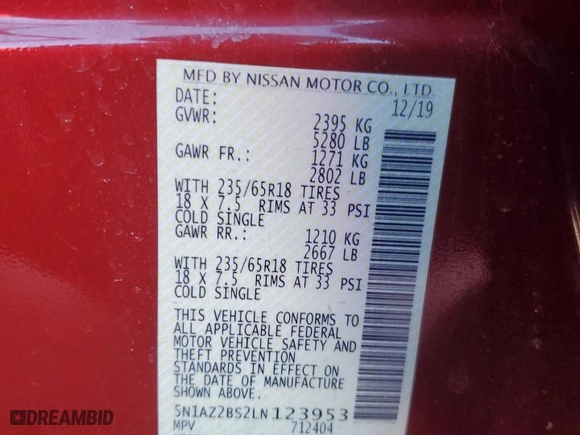 MFD BY NISSAN MOTOR CO., LTD.
DATE: 12/19
GVWR: 2395 KG
5280 LB
GAWR FR.: 1271 KG
2802 LB
WITH 235/65R18 TIRES
18 X 7.5 RIMS AT 33 PSI
COLD SINGLE
GAWR RR.: 1210 KG
2667 LB
WITH 235/65R18 TIRES
18 X 7.5 RIMS AT 33 PSI
COLD SINGLE
THIS VEHICLE CONFORMS TO
ALL APPLICABLE FEDERAL
MOTOR VEHICLE SAFETY AND
THEFT PREVENTION
STANDARDS IN EFFECT ON
THE DATE OF MANUFACTURE
SHOWN ABOVE.
5N1AZ2BS2LN123953
MPV 712404
DREAMBID